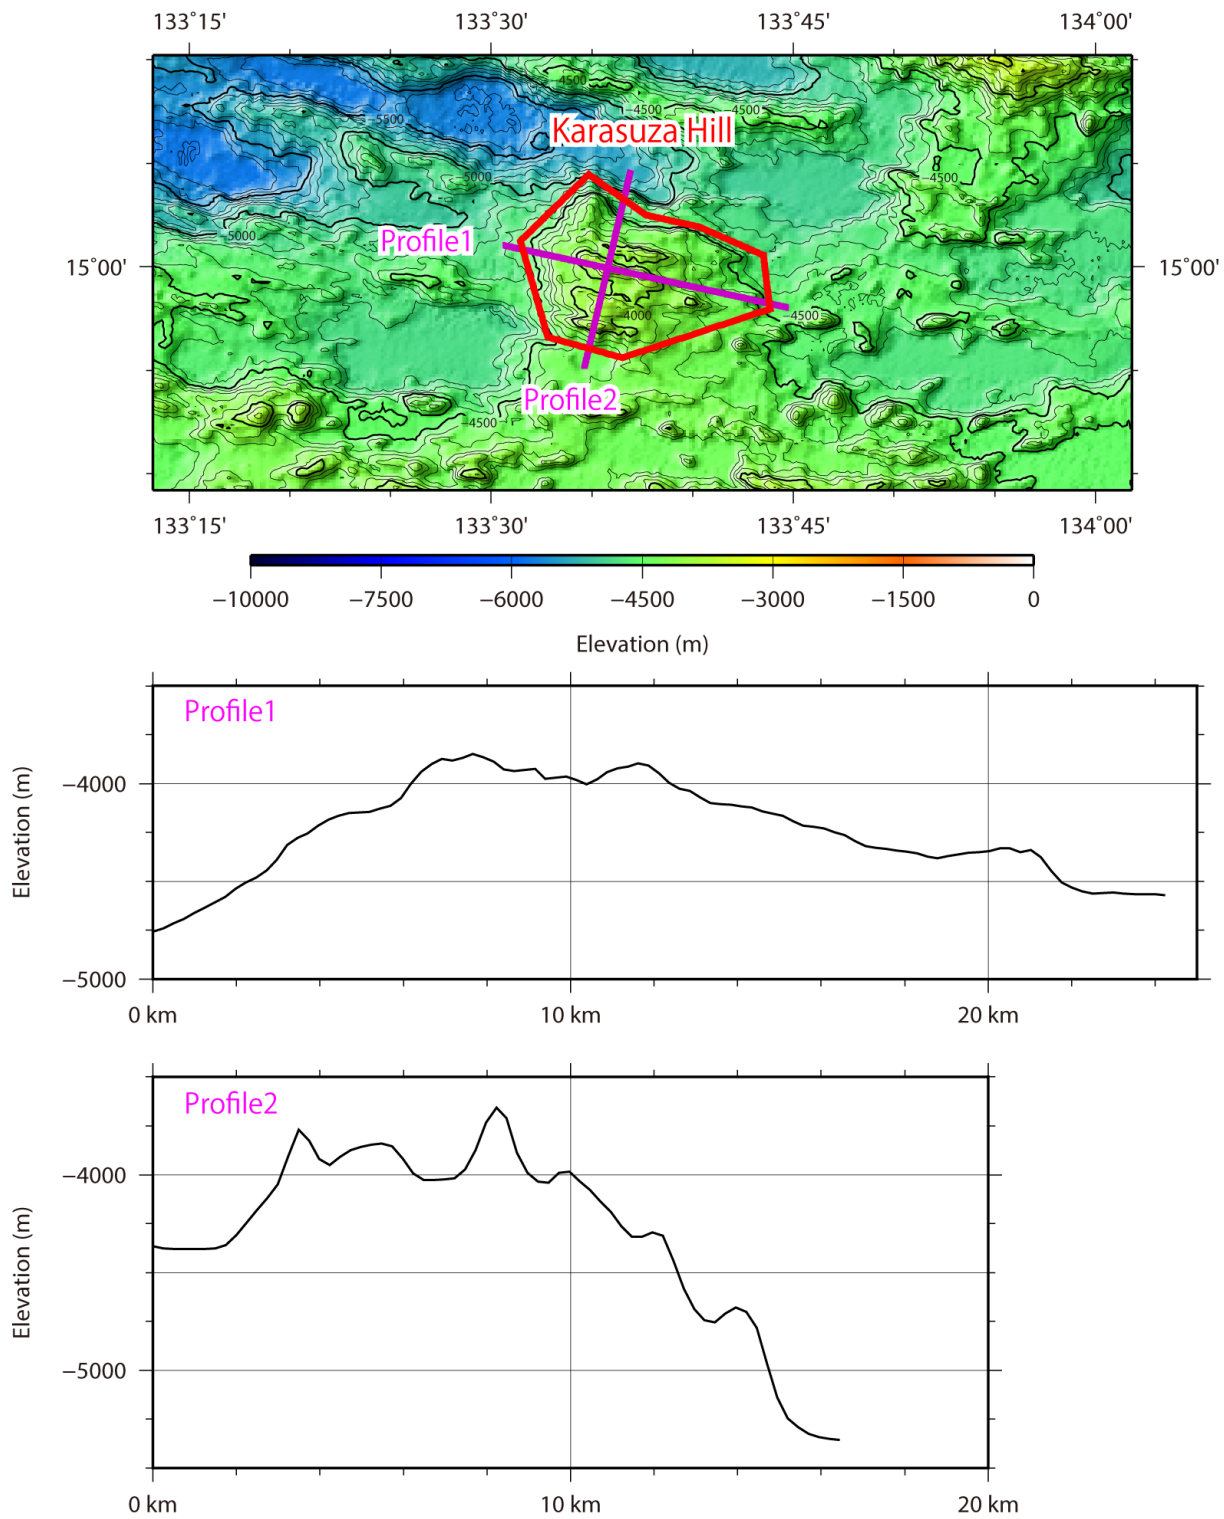 133°15' 133°30' 133°45' 134°00'
−4500
−4500
−4500
−5500
Karasuza Hill
−5000
−4500
−5000
Profile1
15°00' 15°00'
−4000
−4500
Profile2
−4500
133°15' 133°30' 133°45' 134°00'
−10000 −7500 −6000 −4500 −3000 −1500 0
Elevation (m)
Profile1
Elevation (m)
−4000
−5000
0 km 10 km 20 km
Profile2
Elevation (m)
−4000
−5000
0 km 10 km 20 km